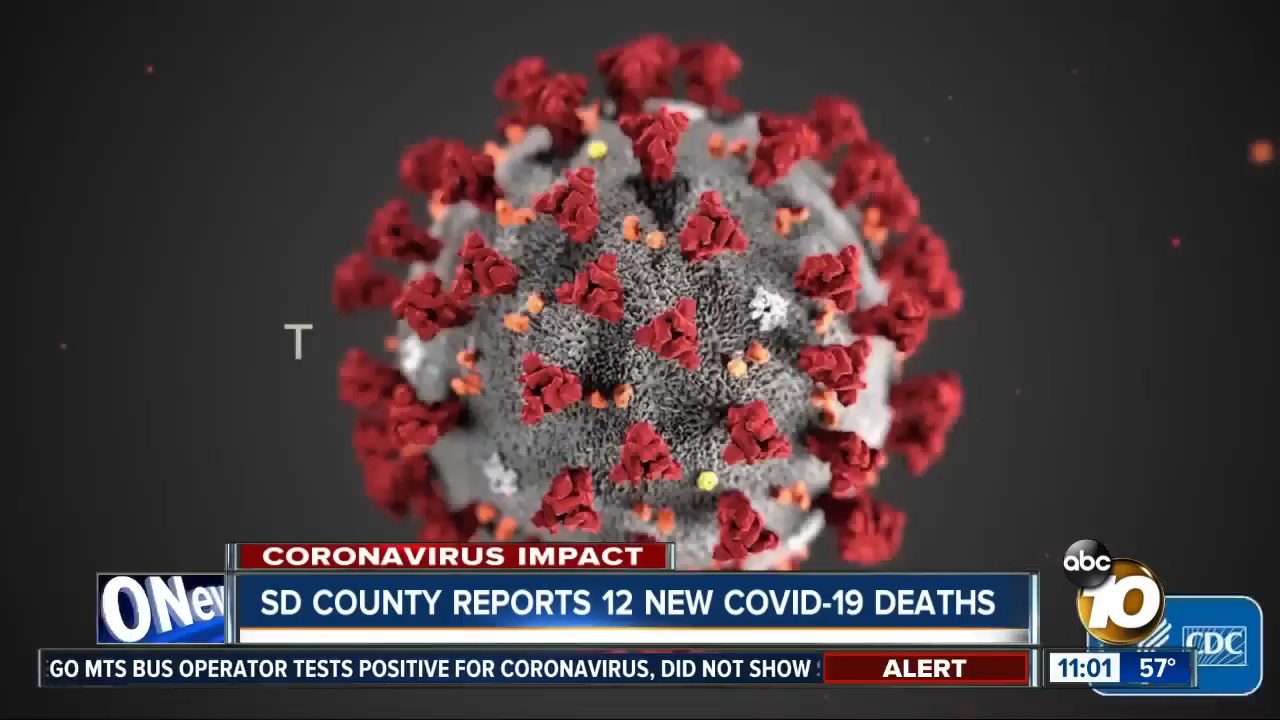 T
CORONAVIRUS IMPACT
SD COUNTY REPORTS 12 NEW COVID-19 DEATHS
abc
10
CDC
GO MTS BUS OPERATOR TESTS POSITIVE FOR CORONAVIRUS, DID NOT SHOW
ALERT
11:01
57°